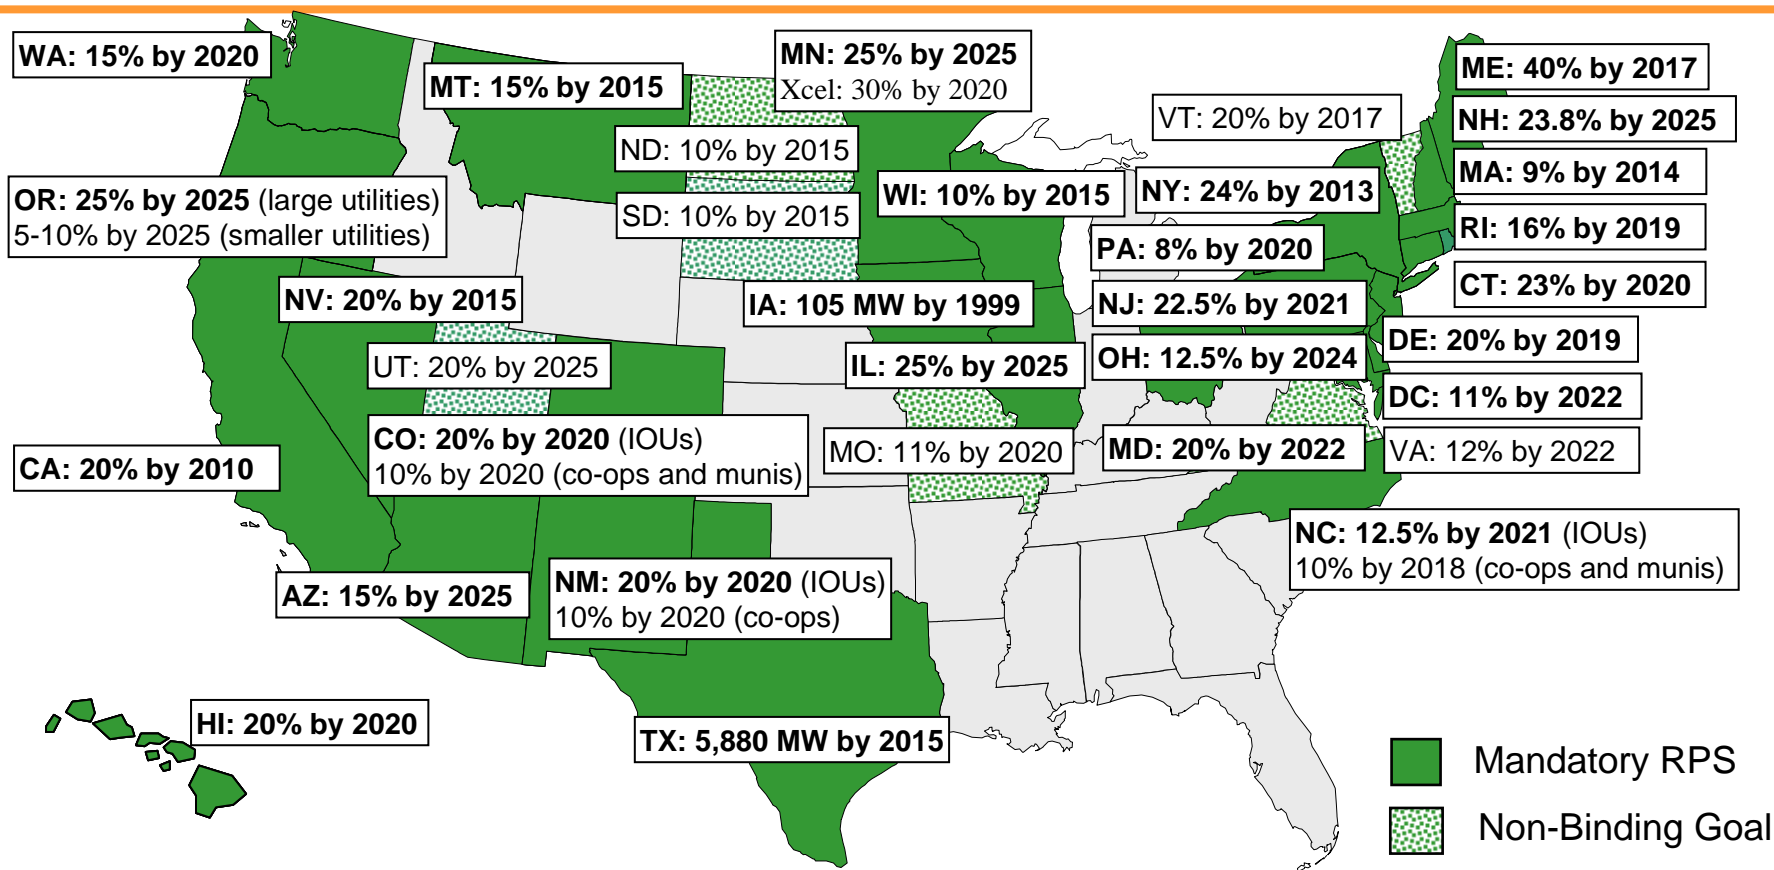 WA: 15% by 2020
MT: 15% by 2015
MN: 25% by 2025
Xcel: 30% by 2020
ME: 40% by 2017
VT: 20% by 2017
NH: 23.8% by 2025
ND: 10% by 2015
MA: 9% by 2014
OR: 25% by 2025 (large utilities)
5-10% by 2025 (smaller utilities)
SD: 10% by 2015
WI: 10% by 2015
NY: 24% by 2013
RI: 16% by 2019
PA: 8% by 2020
CT: 23% by 2020
NV: 20% by 2015
IA: 105 MW by 1999
NJ: 22.5% by 2021
DE: 20% by 2019
UT: 20% by 2025
IL: 25% by 2025
OH: 12.5% by 2024
DC: 11% by 2022
CO: 20% by 2020 (IOUs)
10% by 2020 (co-ops and munis)
MO: 11% by 2020
MD: 20% by 2022
VA: 12% by 2022
CA: 20% by 2010
NC: 12.5% by 2021 (IOUs)
10% by 2018 (co-ops and munis)
AZ: 15% by 2025
NM: 20% by 2020 (IOUs)
10% by 2020 (co-ops)
HI: 20% by 2020
TX: 5,880 MW by 2015
Mandatory RPS
Non-Binding Goal